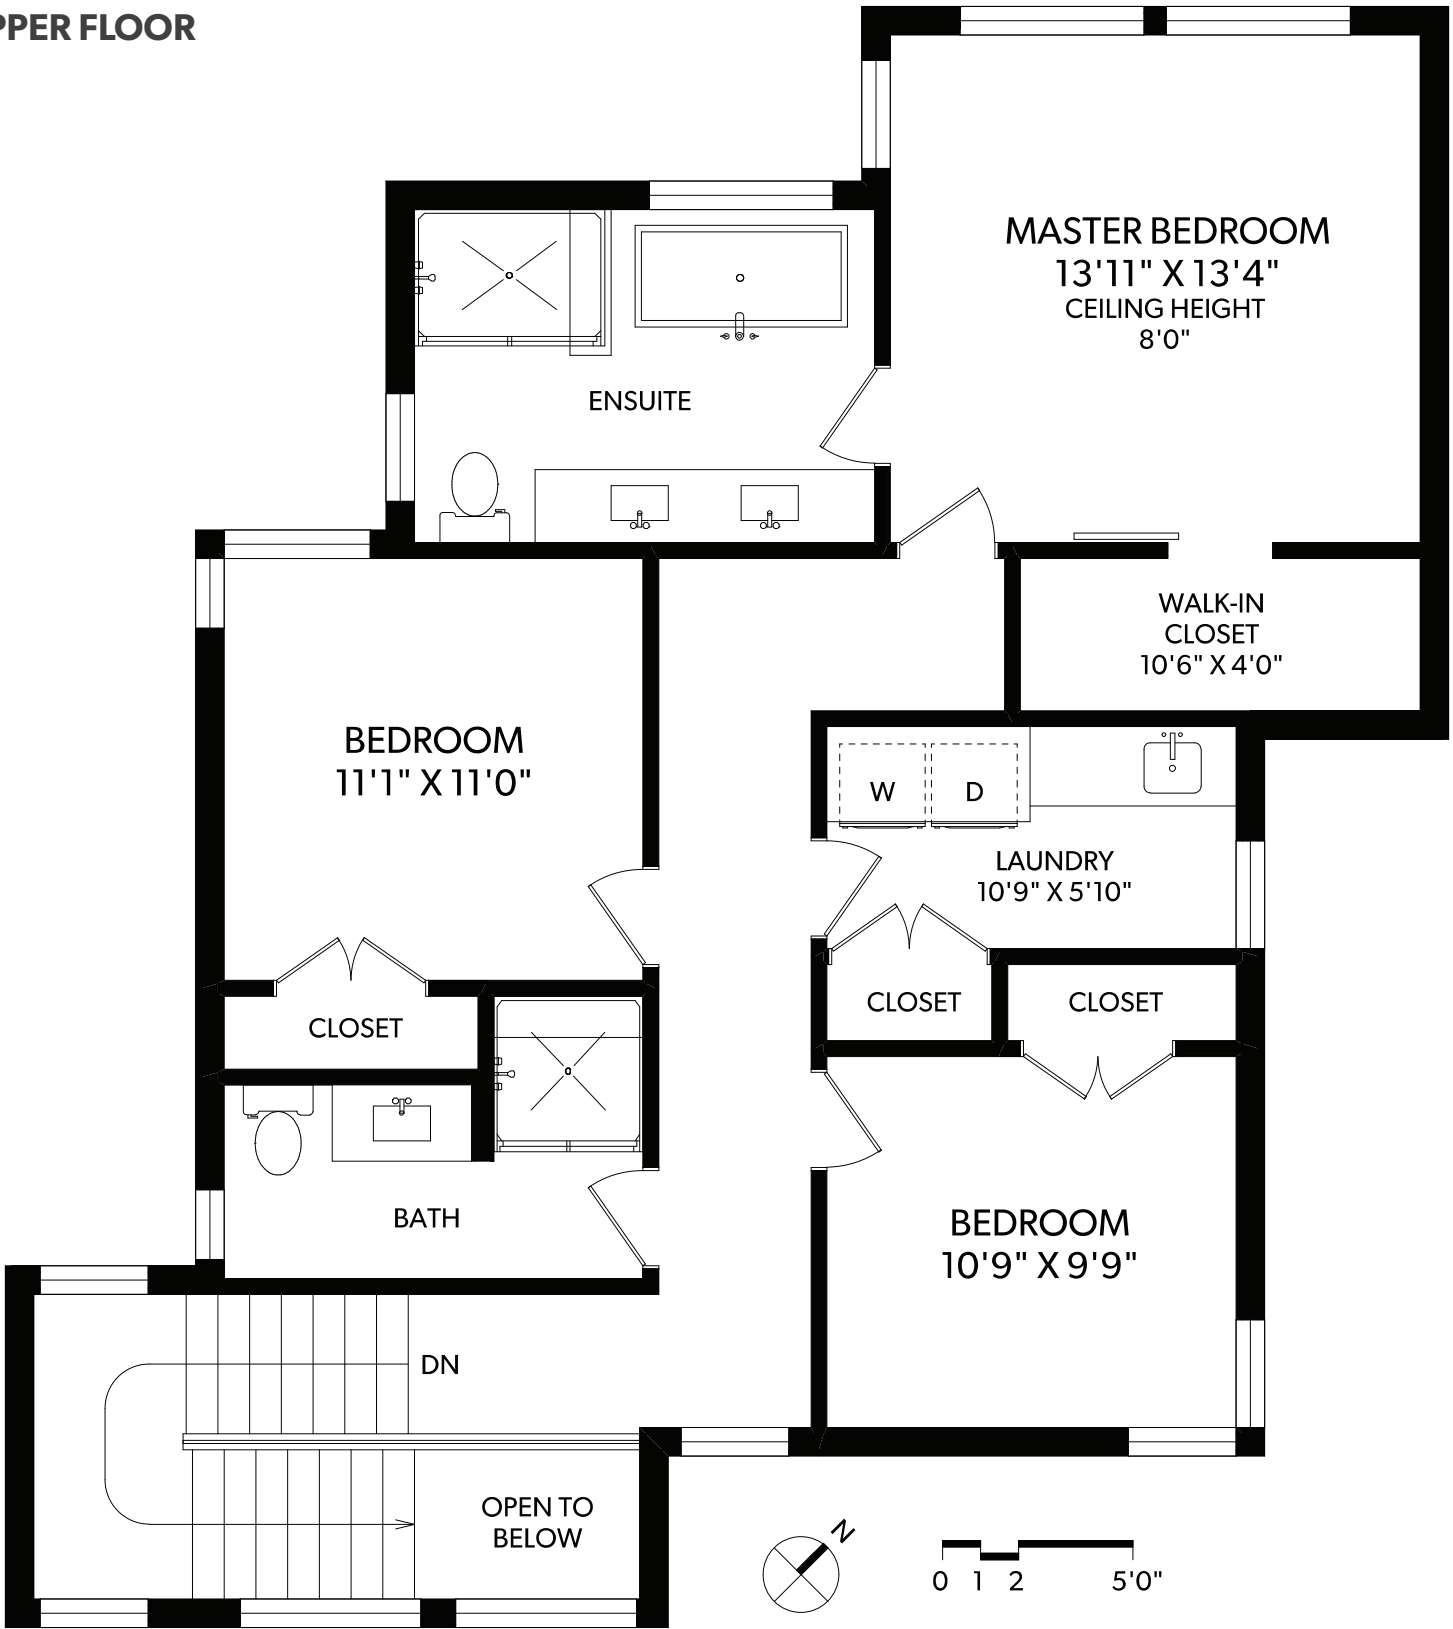 PPER FLOOR
MASTER BEDROOM
13'11" X 13'4"
CEILING HEIGHT
8'0"
ENSUITE
WALK-IN
CLOSET
10'6" X 4'0"
BEDROOM
11'1" X 11'0"
W
D
LAUNDRY
10'9" X 5'10"
CLOSET
CLOSET
CLOSET
BATH
BEDROOM
10'9" X 9'9"
DN
OPEN TO
BELOW
N
0 1 2 5'0"